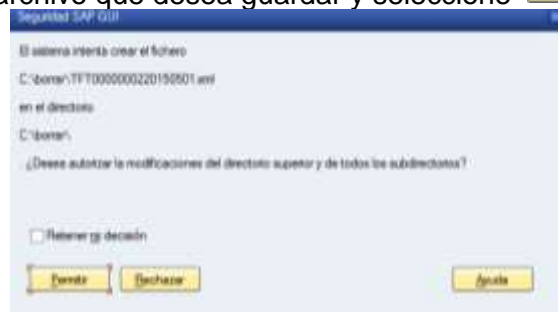 archivo que desea guardar y seleccione
Seguridad SAP GUI
El sistema intenta crear el fichero
C:\borrar\TFT0000000220150501.xml
en el directorio
C:\borrar\
¿Desea autorizar la modificaciones del directorio superior y de todos los subdirectorios?
Retener mi decisión
Permitir Rechazar Ayuda